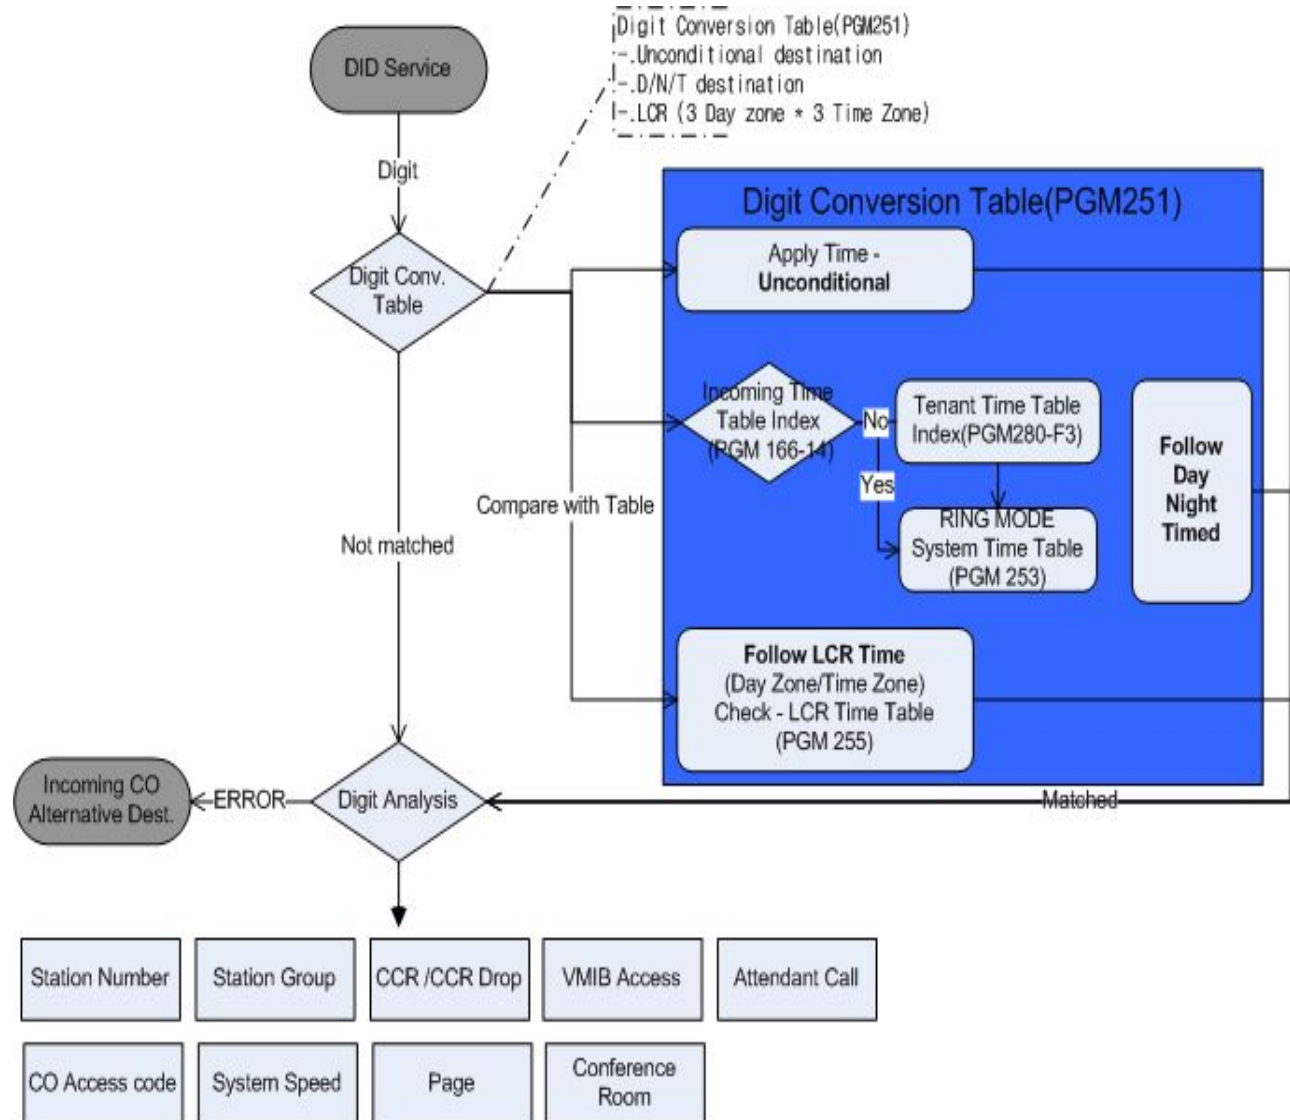 Digit Conversion Table(PGM251)
-.Unconditional destination
-.D/N/T destination
-.LCR (3 Day zone * 3 Time Zone)
DID Service
Digit
Digit Conv.
Table
Digit Conversion Table(PGM251)
Apply Time -
Unconditional
Incoming Time
Table Index
(PGM 166-14)
No
Yes
Tenant Time Table
Index(PGM280-F3)
RING MODE
System Time Table
(PGM 253)
Follow
Day
Night
Timed
Compare with Table
Not matched
Follow LCR Time
(Day Zone/Time Zone)
Check - LCR Time Table
(PGM 255)
Matched
Digit Analysis
ERROR
Incoming CO
Alternative Dest.
Station Number
Station Group
CCR /CCR Drop
VMIB Access
Attendant Call
CO Access code
System Speed
Page
Conference
Room